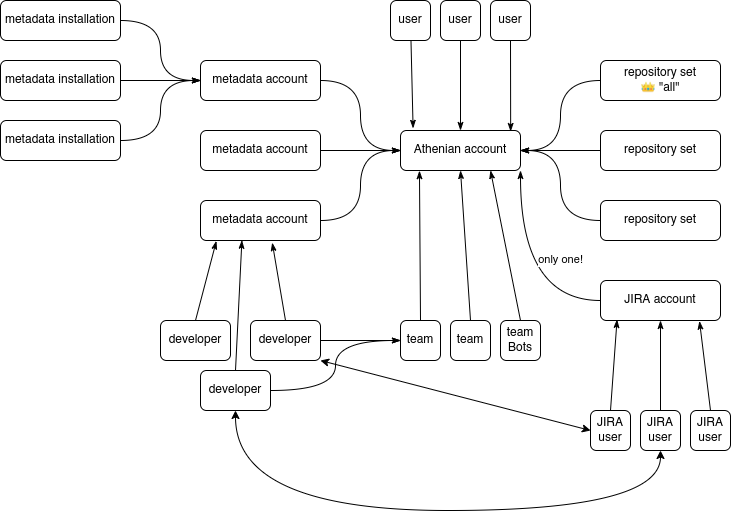 metadata installation
user
user
user
metadata installation
metadata account
repository set
👑 "all"
metadata installation
metadata account
Athenian account
repository set
metadata account
repository set
only one!
JIRA account
developer
developer
team
team
team
Bots
developer
JIRA
user
JIRA
user
JIRA
user